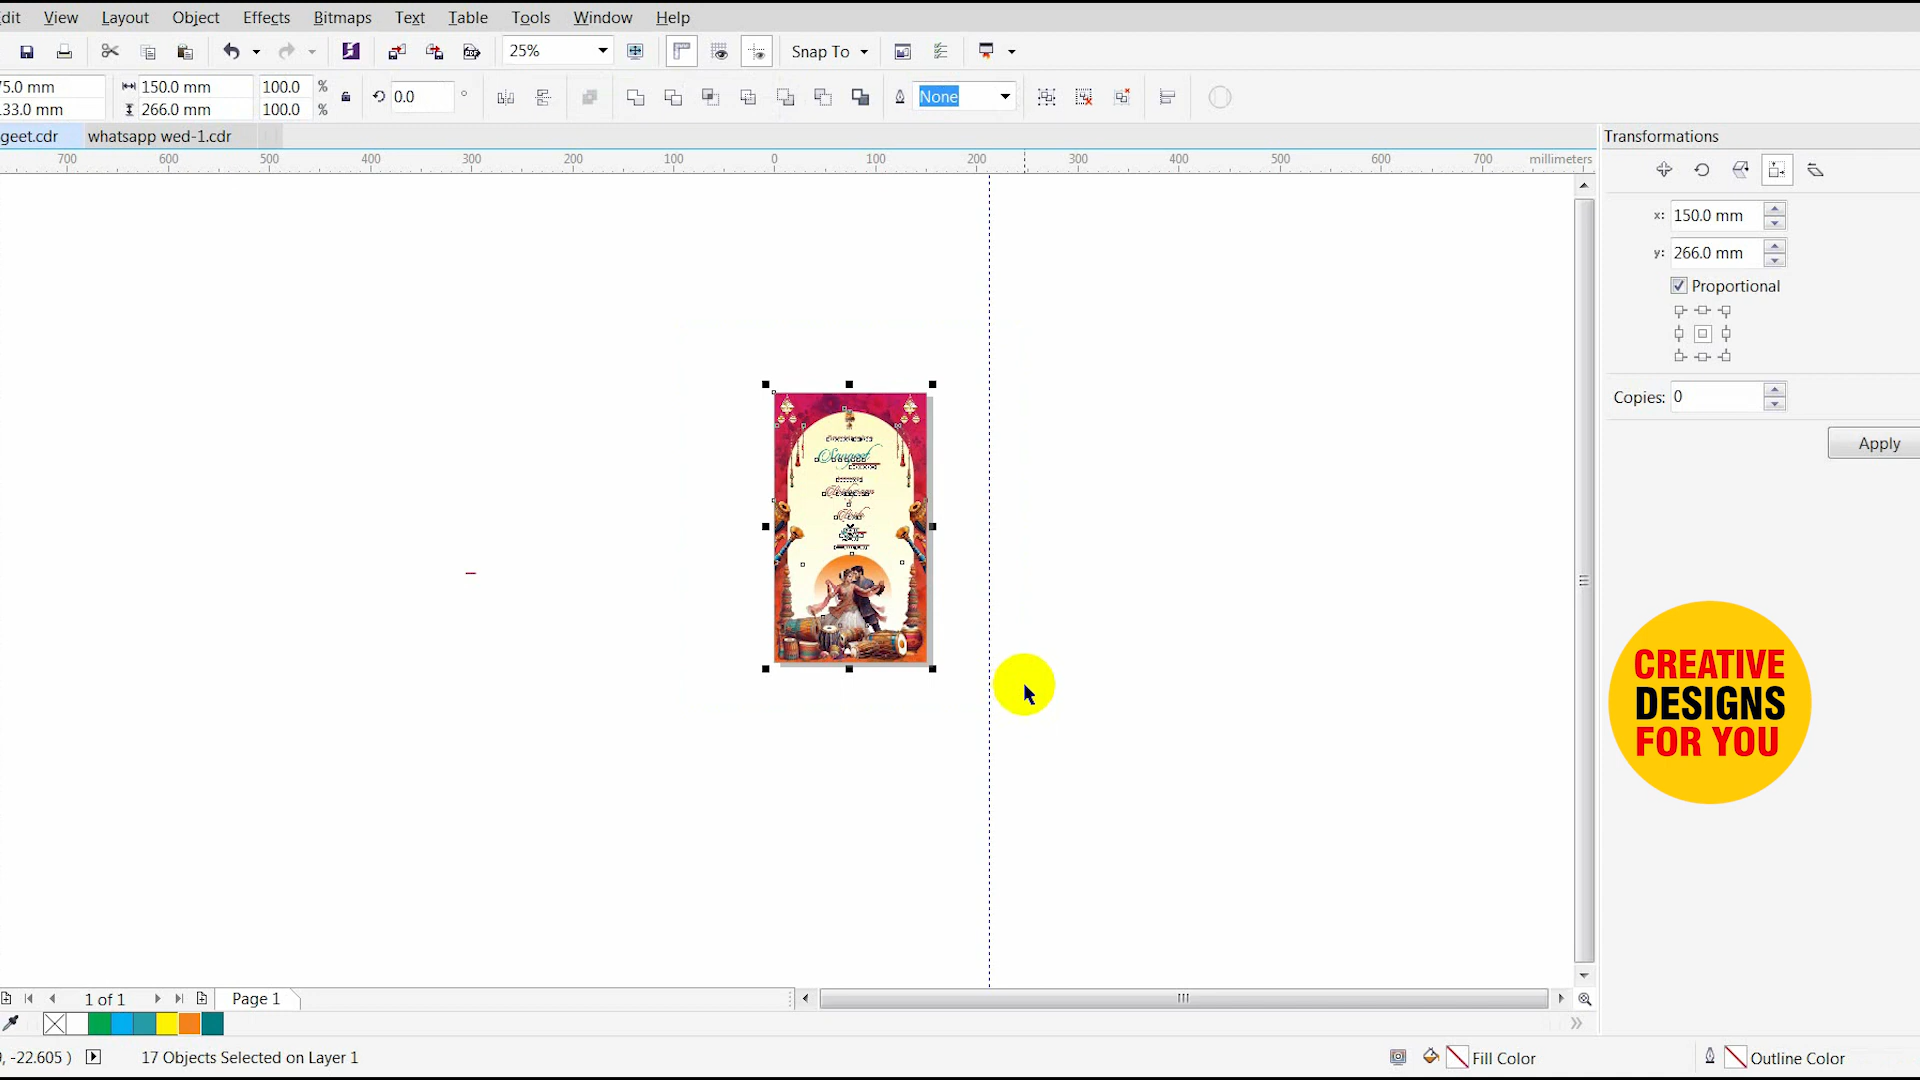 dit View Layout Object Effects Bitmaps Text Table Tools Window Help
25% Snap To
75.0 mm 150.0 mm 100.0 % 0.0 ° None
133.0 mm 266.0 mm 100.0 %
geet.cdr whatsapp wed-1.cdr
Transformations
700 600 500 400 300 200 100 0 100 200 300 400 500 600 700 millimeters
x: 150.0 mm
y: 266.0 mm
Proportional
Copies: 0
Apply
Sangeet
Bride
CREATIVE
DESIGNS
FOR YOU
1 of 1 Page 1
, -22.605 ) 17 Objects Selected on Layer 1 Fill Color Outline Color